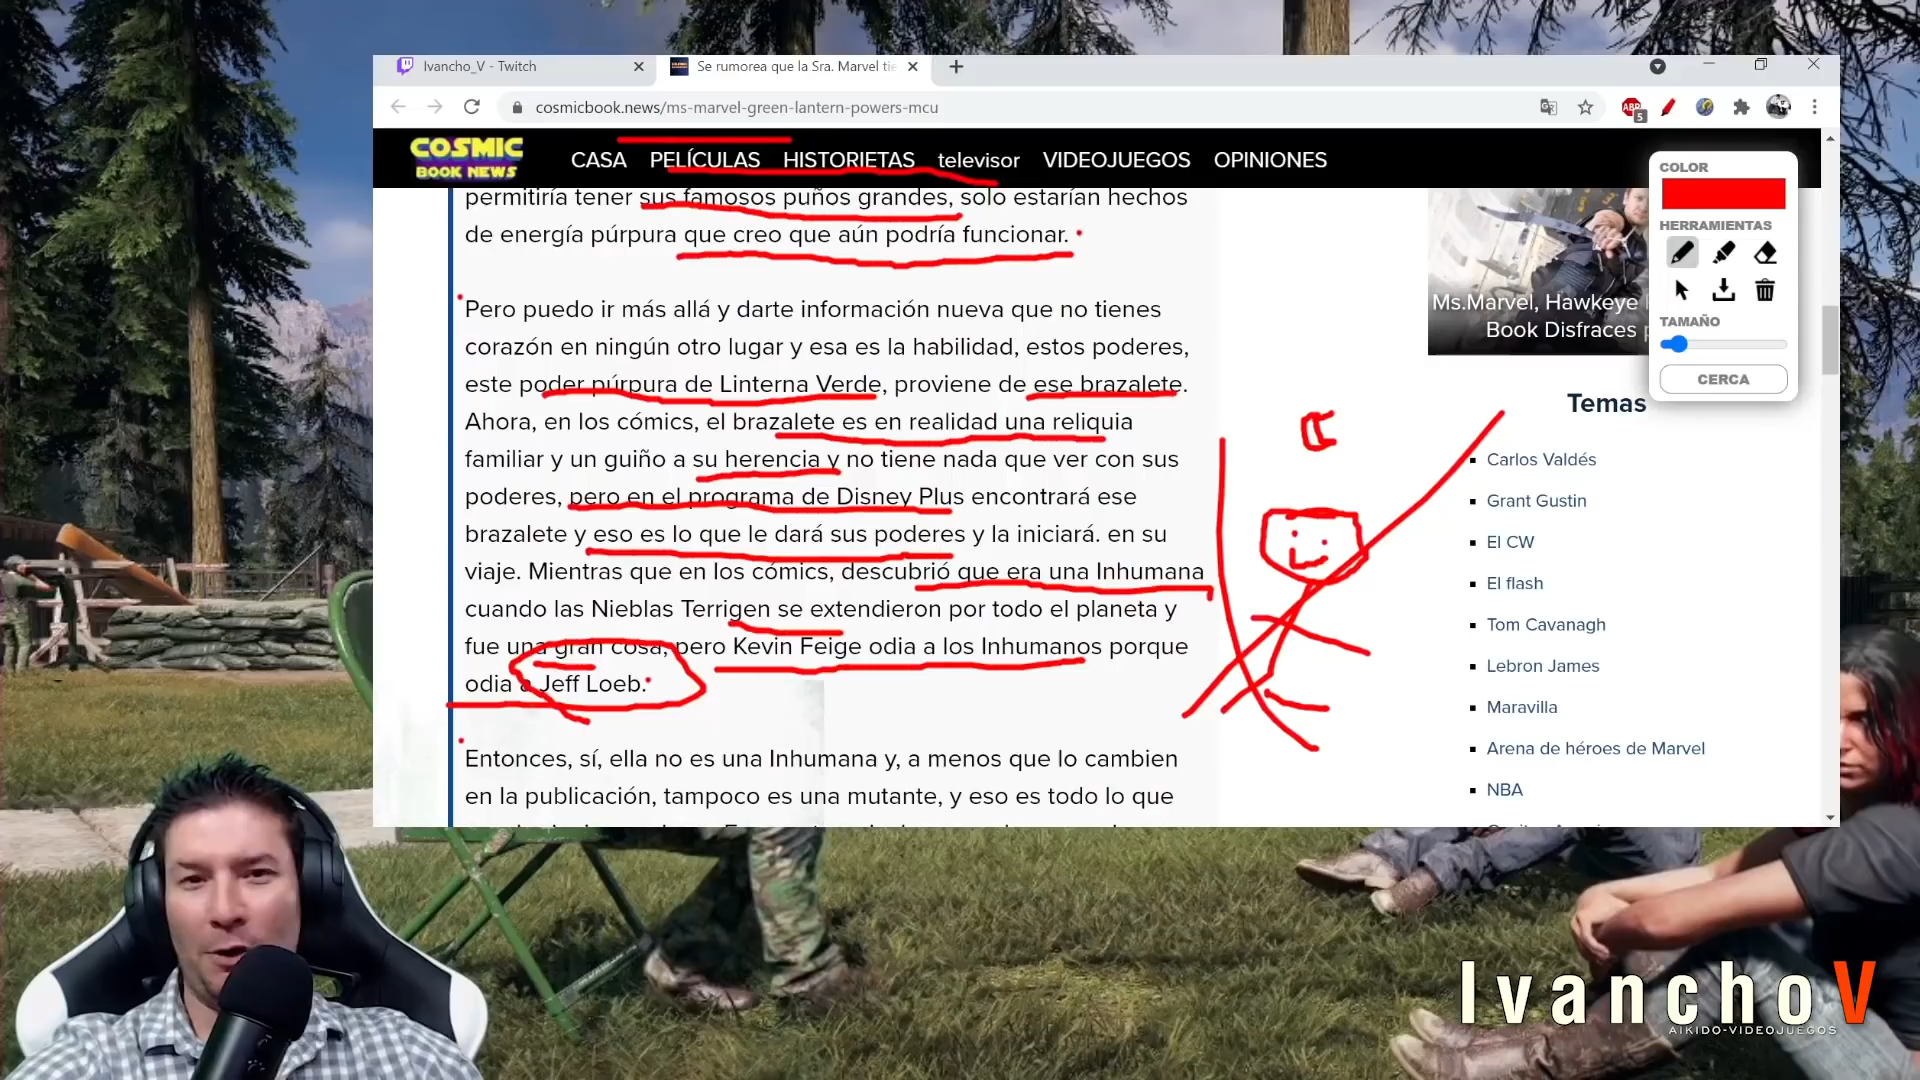 Ivancho_V - Twitch
Se rumorea que la Sra. Marvel tie
cosmicbook.news/ms-marvel-green-lantern-powers-mcu
ABP
5
COSMIC
BOOK NEWS
CASA PELÍCULAS HISTORIETAS televisor VIDEOJUEGOS OPINIONES
COLOR
HERRAMIENTAS
TAMAÑO
CERCA
permitiría tener sus famosos puños grandes, solo estarían hechos
de energía púrpura que creo que aún podría funcionar.
Pero puedo ir más allá y darte información nueva que no tienes
corazón en ningún otro lugar y esa es la habilidad, estos poderes,
este poder púrpura de Linterna Verde, proviene de ese brazalete.
Ahora, en los cómics, el brazalete es en realidad una reliquia
familiar y un guiño a su herencia y no tiene nada que ver con sus
poderes, pero en el programa de Disney Plus encontrará ese
brazalete y eso es lo que le dará sus poderes y la iniciará. en su
viaje. Mientras que en los cómics, descubrió que era una Inhumana
cuando las Nieblas Terrigen se extendieron por todo el planeta y
fue una gran cosa, pero Kevin Feige odia a los Inhumanos porque
odia a Jeff Loeb.
Entonces, sí, ella no es una Inhumana y, a menos que lo cambien
en la publicación, tampoco es una mutante, y eso es todo lo que
Ms.Marvel, Hawkeye
Book Disfraces
Temas
Carlos Valdés
Grant Gustin
El CW
El flash
Tom Cavanagh
Lebron James
Maravilla
Arena de héroes de Marvel
NBA
IvanchoV
AIKIDO-VIDEOJUEGOS